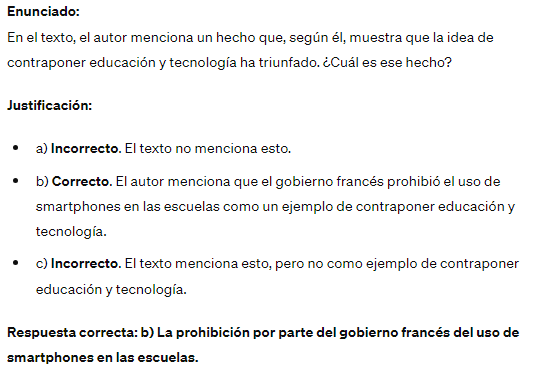 Enunciado:
En el texto, el autor menciona un hecho que, según él, muestra que la idea de
contraponer educación y tecnología ha triunfado. ¿Cuál es ese hecho?
Justificación:
• a) Incorrecto. El texto no menciona esto.
• b) Correcto. El autor menciona que el gobierno francés prohibió el uso de
smartphones en las escuelas como un ejemplo de contraponer educación y
tecnología.
• c) Incorrecto. El texto menciona esto, pero no como ejemplo de contraponer
educación y tecnología.
Respuesta correcta: b) La prohibición por parte del gobierno francés del uso de
smartphones en las escuelas.